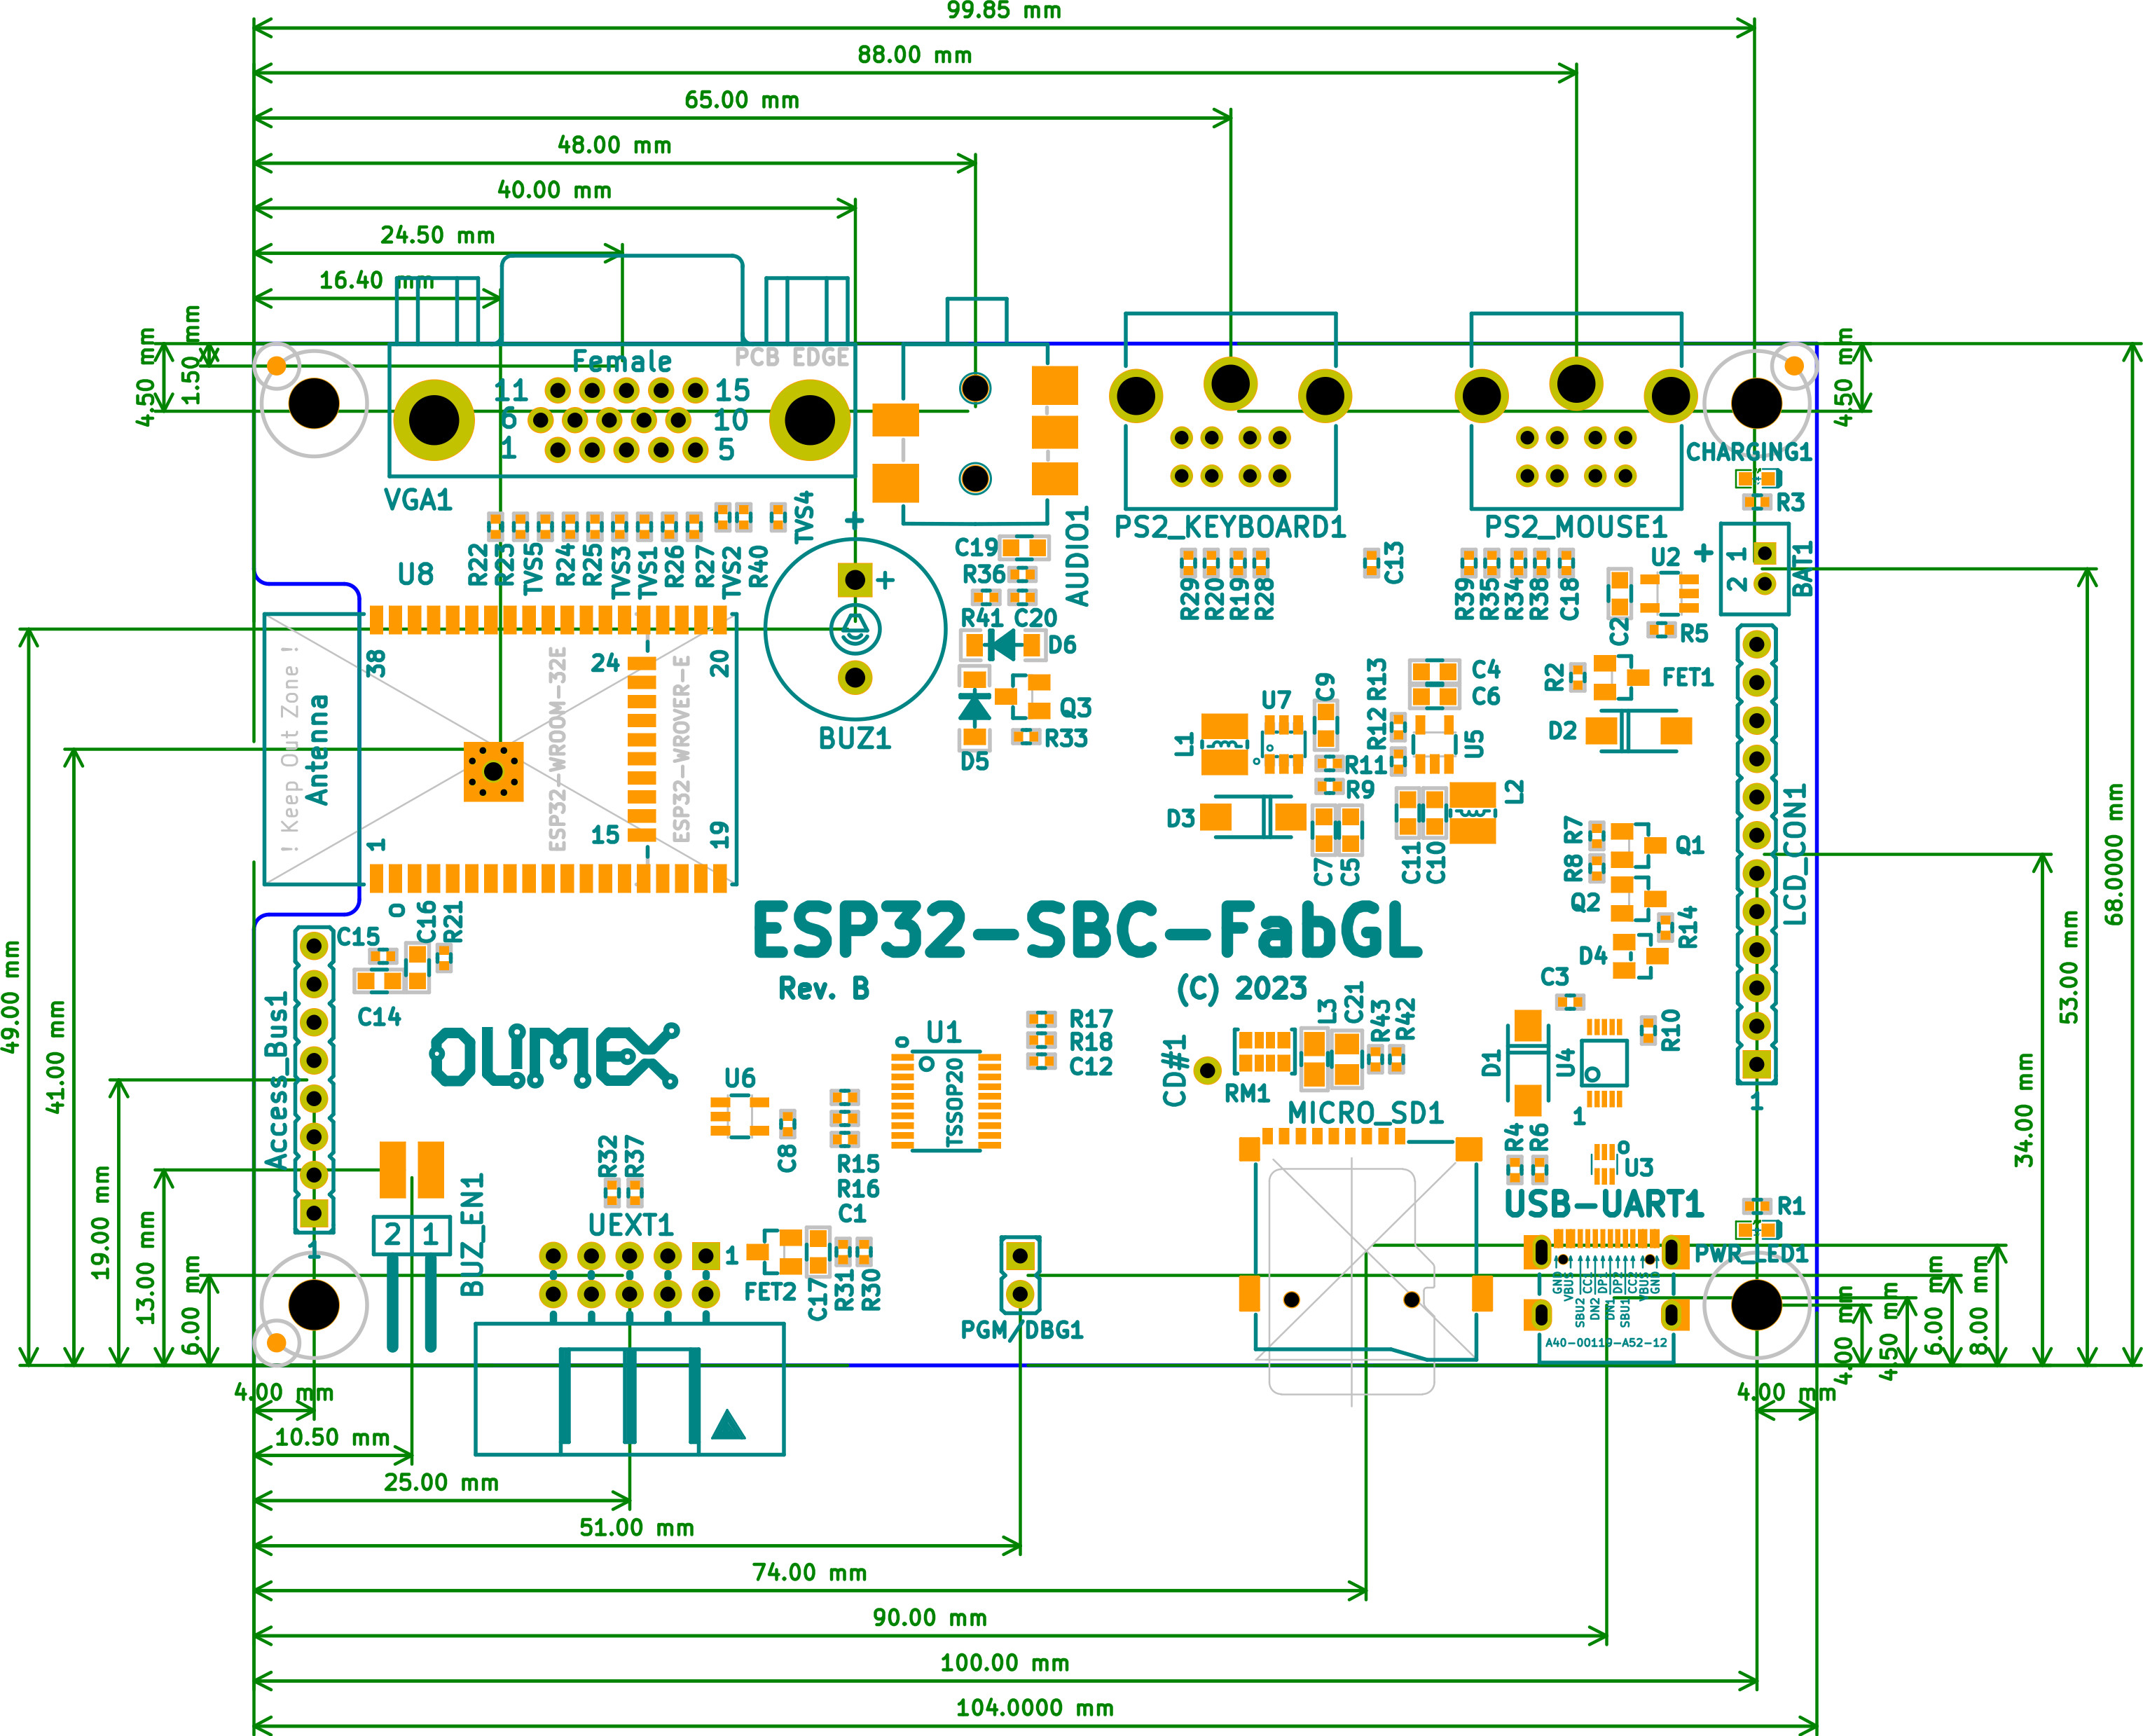 99.85 mm
88.00 mm
65.00 mm
48.00 mm
40.00 mm
24.50 mm
16.40 mm
4.50 mm
1.50 mm
4.50 mm
PCB EDGE
Female
11
15
6
10
1
5
VGA1
CHARGING1
R3
TVS4
AUDIO1
PS2_KEYBOARD1
PS2_MOUSE1
+
+
C19
R36
R41
C20
U8
R22
R23
TVS5
R24
R25
TVS3
TVS1
R26
R27
TVS2
R40
R29
R20
R19
R28
C13
R39
R35
R34
R38
C18
C2
U2
R5
+
1
2
BAT1
D6
38
24
20
! Keep Out Zone !
Antenna
ESP32-WROOM-32E
ESP32-WROVER-E
1
15
19
BUZ1
Q3
R33
D5
L1
U7
C9
R13
R12
C4
C6
U5
R11
R9
L2
D3
C7
C5
C11
C10
R2
FET1
D2
R7
R8
Q1
Q2
R14
D4
LCD_CON1
68.0000 mm
53.00 mm
34.00 mm
49.00 mm
41.00 mm
19.00 mm
13.00 mm
6.00 mm
C15
C16
R21
C14
ESP32-SBC-FabGL
Rev. B
(C) 2023
OLIMEX
Access_Bus1
1
U1
TSSOP20
R17
R18
C12
U6
C8
R15
R16
C1
CD#1
RM1
L3
C21
R43
R42
MICRO_SD1
C3
D1
U4
R10
1
1
R4
R6
U3
USB-UART1
R1
PWR_LED1
GND
VBUS
SBU2
CC1
DN2
DP1
DN1
DP2
SBU1
CC2
VBUS
GND
A40-00119-A52-12
R32
R37
UEXT1
1
BUZ_EN1
2
1
FET2
C17
R31
R30
PGM/DBG1
4.00 mm
4.50 mm
6.00 mm
8.00 mm
4.00 mm
4.00 mm
10.50 mm
25.00 mm
51.00 mm
74.00 mm
90.00 mm
100.00 mm
104.0000 mm